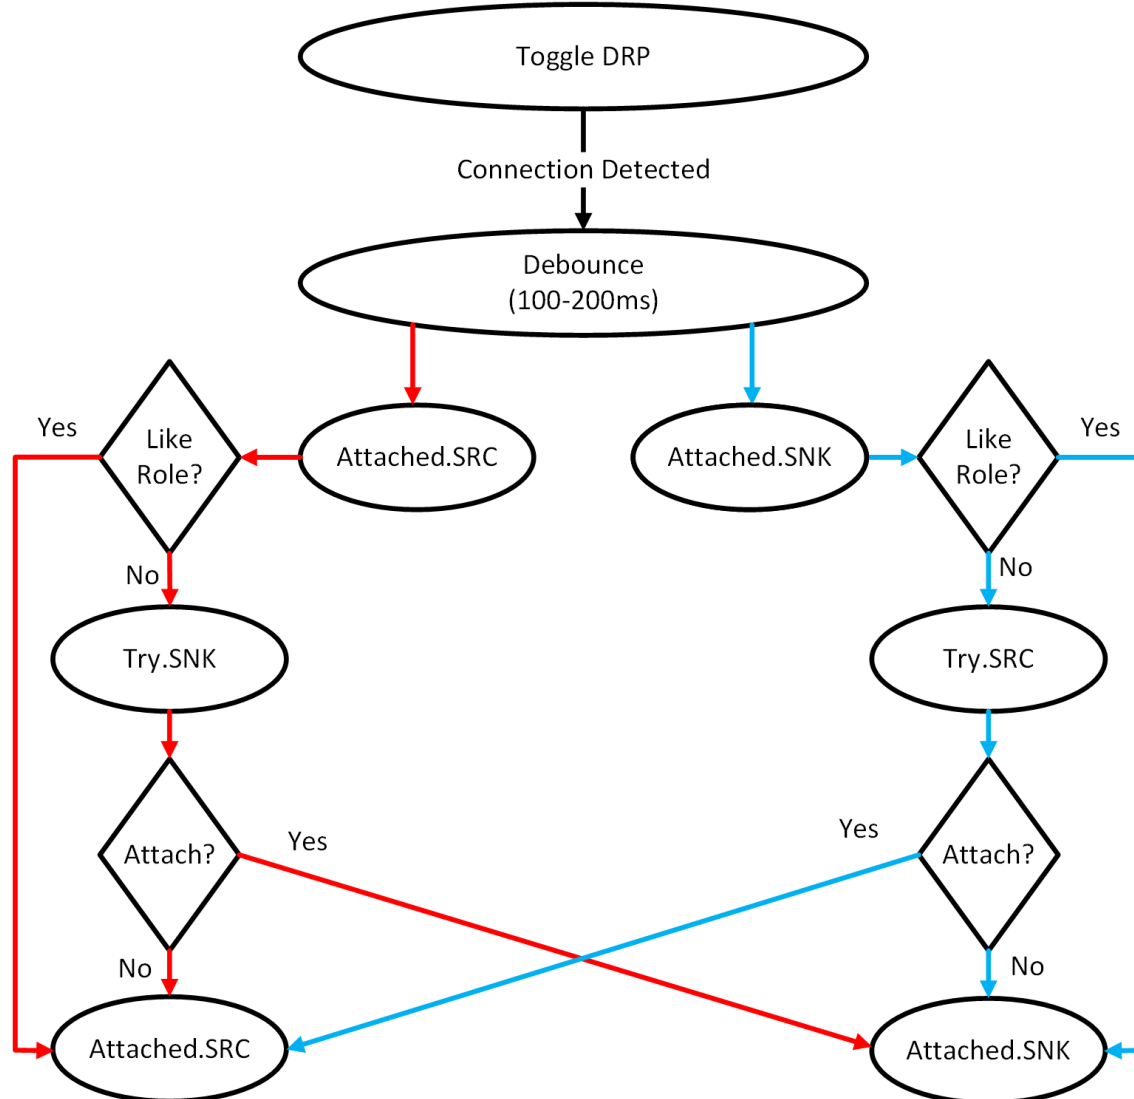 Toggle DRP
Connection Detected
Debounce
(100-200ms)
Yes
Like
Role?
Attached.SRC
Attached.SNK
Like
Role?
Yes
No
No
Try.SNK
Try.SRC
Attach?
Yes
Yes
Attach?
No
No
Attached.SRC
Attached.SNK